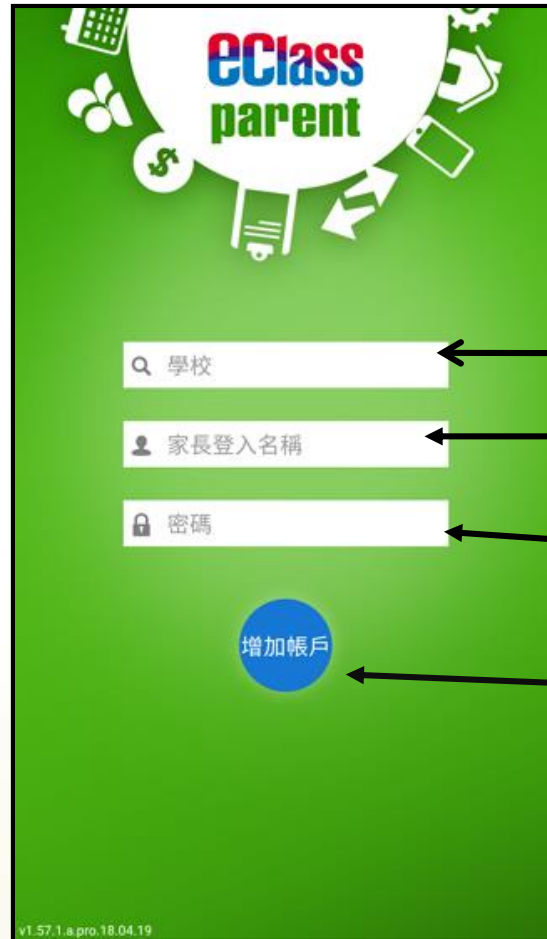 eClass
parent
$
學校
家長登入名稱
密碼
增加帳戶
v1.57.1.a.pro.18.04.19